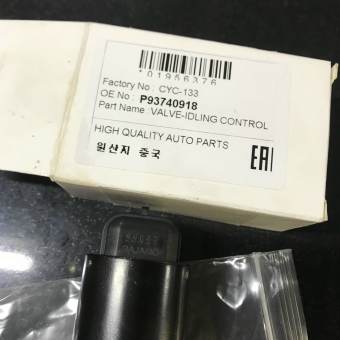 *01956376*
Factory No : CYC-133
OE No : P93740918
Part Name : VALVE-IDLING CONTROL
HIGH QUALITY AUTO PARTS
원산지 중국
EAC